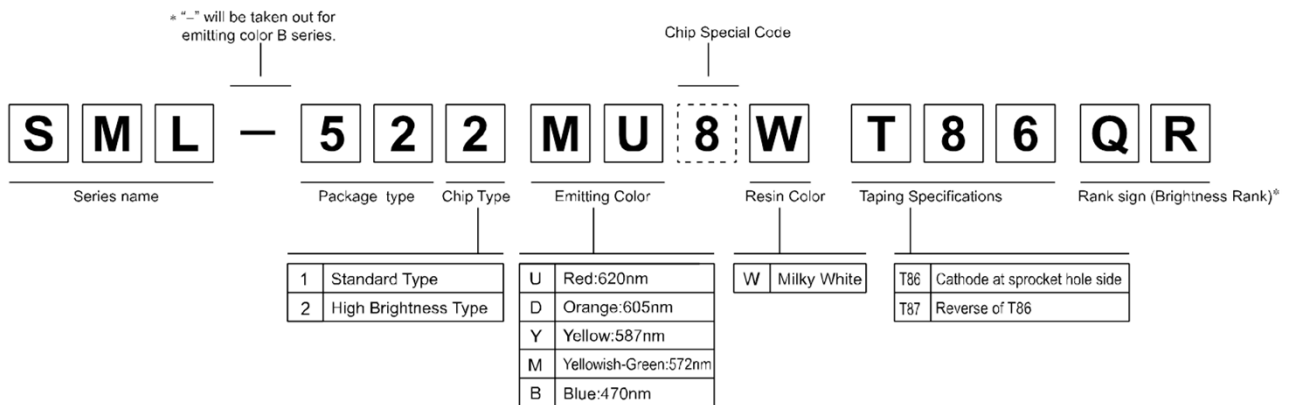 * “–” will be taken out for
emitting color B series.
Chip Special Code
S M L – 5 2 2 M U 8 W T 8 6 Q R
Series name Package type Chip Type Emitting Color Resin Color Taping Specifications Rank sign (Brightness Rank)*
1 Standard Type
2 High Brightness Type
U Red:620nm
D Orange:605nm
Y Yellow:587nm
M Yellowish-Green:572nm
B Blue:470nm
W Milky White
T86 Cathode at sprocket hole side
T87 Reverse of T86